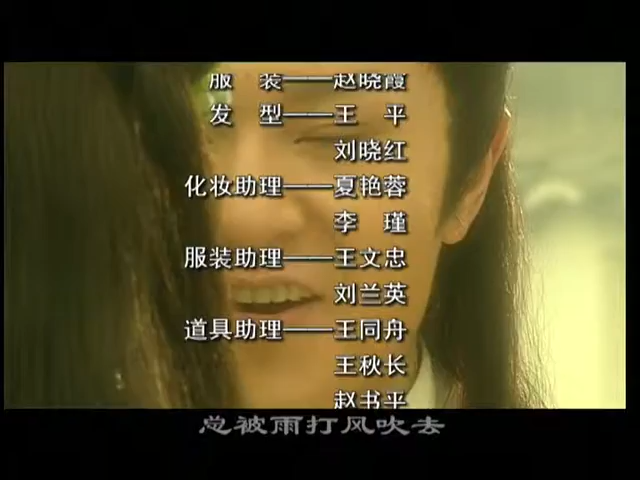 服 装——赵晓霞
发 型——王 平
刘晓红
化妆助理——夏艳蓉
李 瑾
服装助理——王文忠
刘兰英
道具助理——王同舟
王秋长
赵书平
总被雨打风吹去